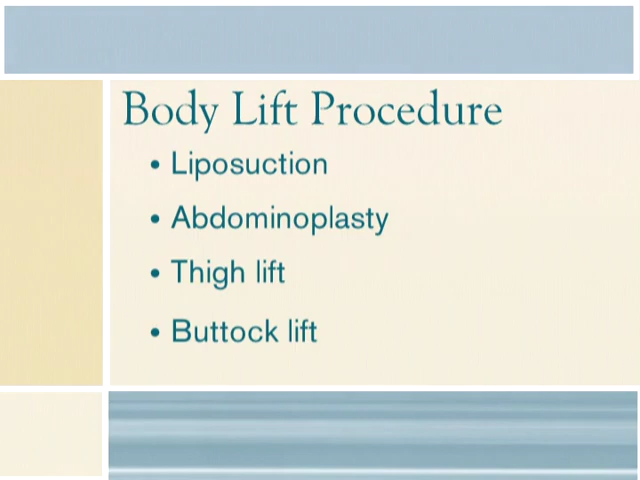 Body Lift Procedure
• Liposuction
• Abdominoplasty
• Thigh lift
• Buttock lift